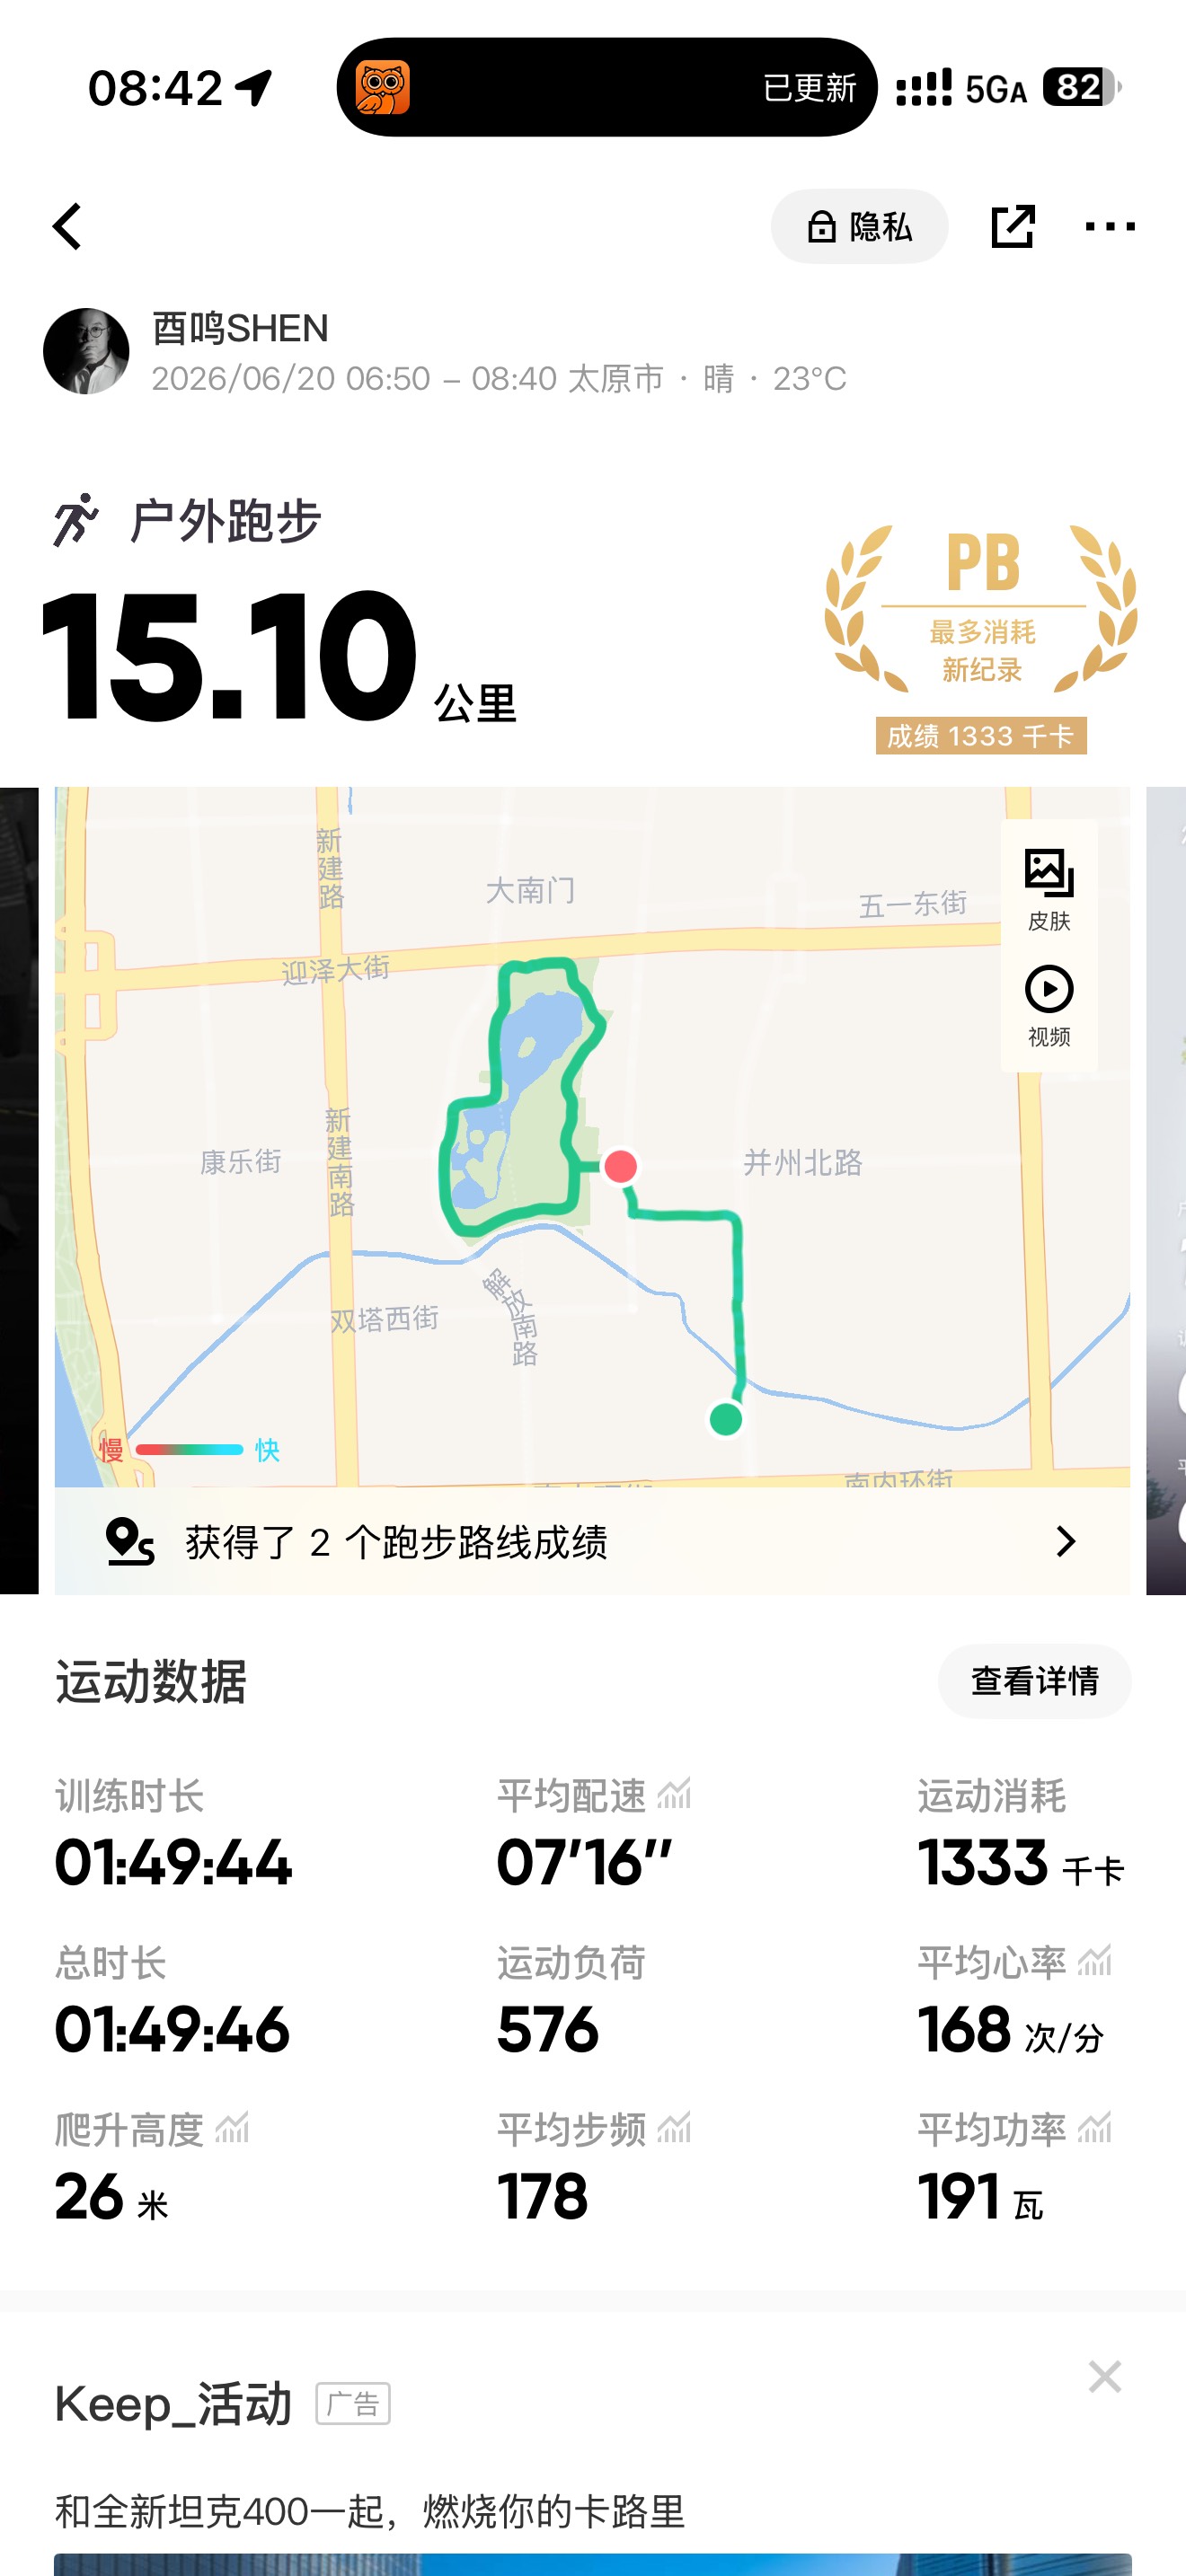 08:42
已更新
5GA
82
隐私
酉鸣SHEN
2026/06/20 06:50 – 08:40 太原市 · 晴 · 23°C
户外跑步
15.10 公里
PB
最多消耗
新纪录
成绩 1333 千卡
新建路
大南门
五一东街
迎泽大街
皮肤
视频
新建南路
康乐街
并州北路
解放南路
双塔西街
慢
快
南内环街
获得了 2 个跑步路线成绩
运动数据
查看详情
训练时长
平均配速
运动消耗
01:49:44
07'16''
1333 千卡
总时长
运动负荷
平均心率
01:49:46
576
168 次/分
爬升高度
平均步频
平均功率
26 米
178
191 瓦
Keep_活动
广告
和全新坦克400一起，燃烧你的卡路里